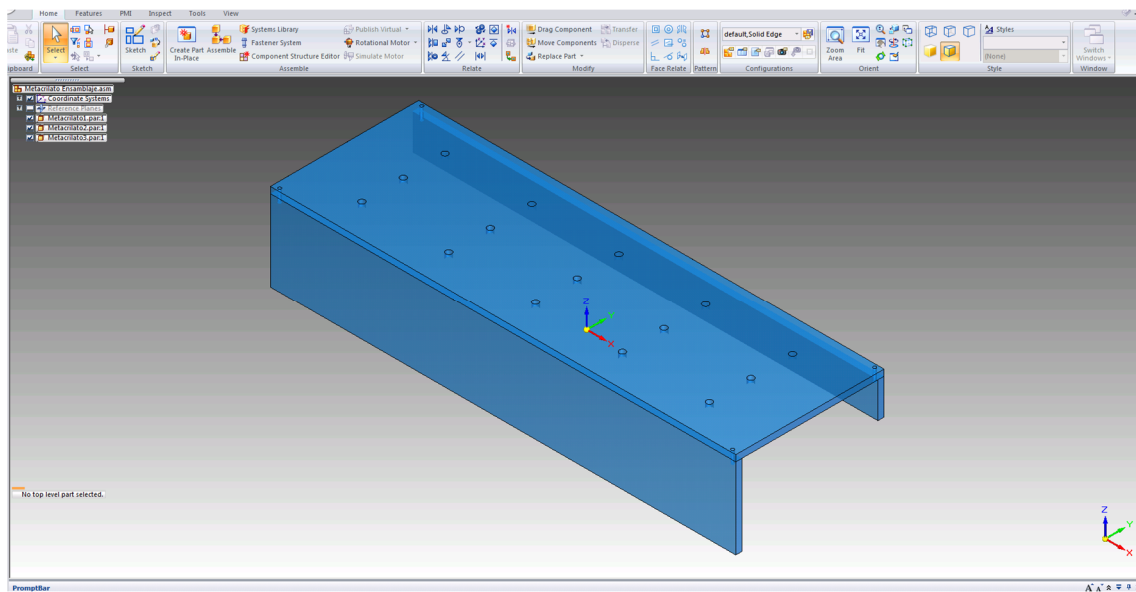 Home Features PMI Inspect Tools View
Select
Sketch
Create Part In-Place
Assemble
Systems Library
Fastener System
Component Structure Editor
Publish Virtual
Rotational Motor
Simulate Motor
Drag Component
Move Components
Replace Part
Transfer
Disperse
default,Solid Edge
Zoom Area
Fit
Styles
(None)
Switch Windows
Select
Sketch
Assemble
Relate
Modify
Face Relate
Pattern
Configurations
Orient
Style
Window
Metacrilato Ensamblaje.asm
Coordinate Systems
Reference Planes
Metacrilato1.par:1
Metacrilato2.par:1
Metacrilato3.par:1
Z
Y
X
No top level part selected.
Z
Y
X
PromptBar